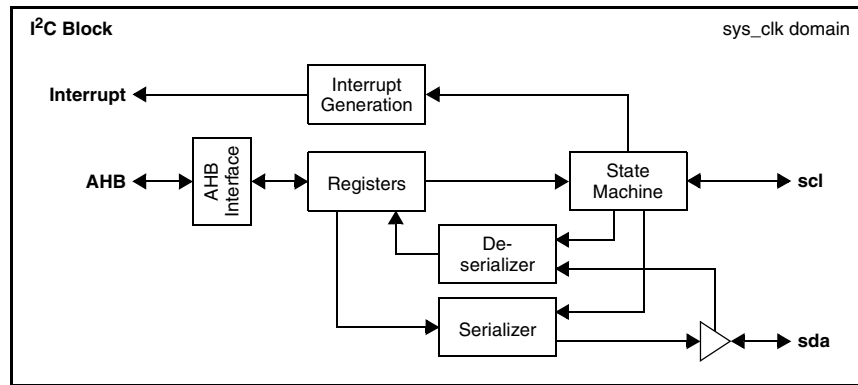 I²C Block
sys_clk domain
Interrupt
Interrupt
Generation
AHB
AHB
Interface
Registers
State
Machine
scl
De-
serializer
Serializer
sda